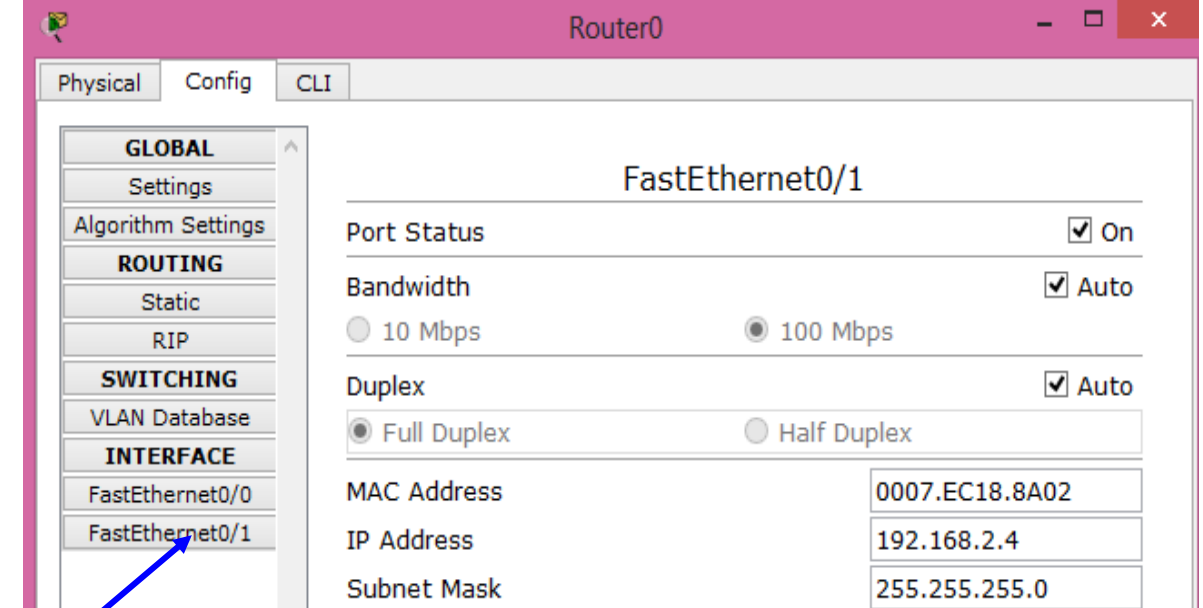 Router0
Physical Config CLI
GLOBAL
Settings
Algorithm Settings
ROUTING
Static
RIP
SWITCHING
VLAN Database
INTERFACE
FastEthernet0/0
FastEthernet0/1
FastEthernet0/1
Port Status On
Bandwidth Auto
10 Mbps 100 Mbps
Duplex Auto
Full Duplex Half Duplex
MAC Address 0007.EC18.8A02
IP Address 192.168.2.4
Subnet Mask 255.255.255.0